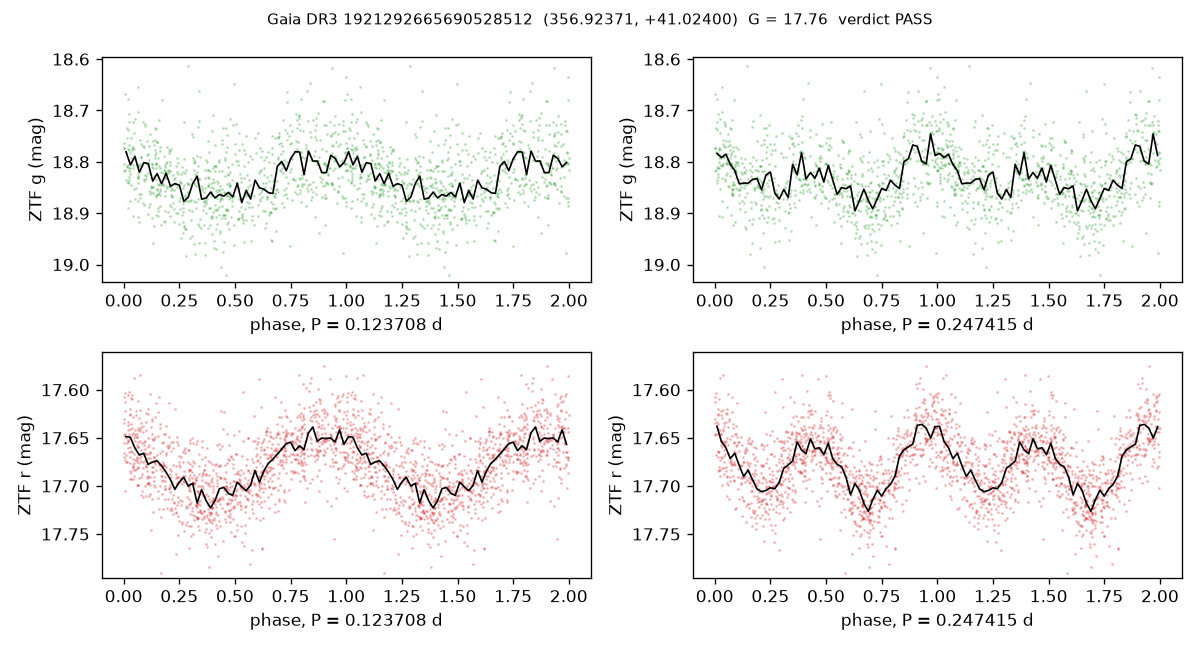 Gaia DR3 1921292665690528512 (356.92371, +41.02400) G = 17.76 verdict PASS
ZTF g (mag)
18.6
18.7
18.8
18.9
19.0
0.00 0.25 0.50 0.75 1.00 1.25 1.50 1.75 2.00
phase, P = 0.123708 d
ZTF g (mag)
18.6
18.7
18.8
18.9
19.0
0.00 0.25 0.50 0.75 1.00 1.25 1.50 1.75 2.00
phase, P = 0.247415 d
ZTF r (mag)
17.60
17.65
17.70
17.75
0.00 0.25 0.50 0.75 1.00 1.25 1.50 1.75 2.00
phase, P = 0.123708 d
ZTF r (mag)
17.60
17.65
17.70
17.75
0.00 0.25 0.50 0.75 1.00 1.25 1.50 1.75 2.00
phase, P = 0.247415 d